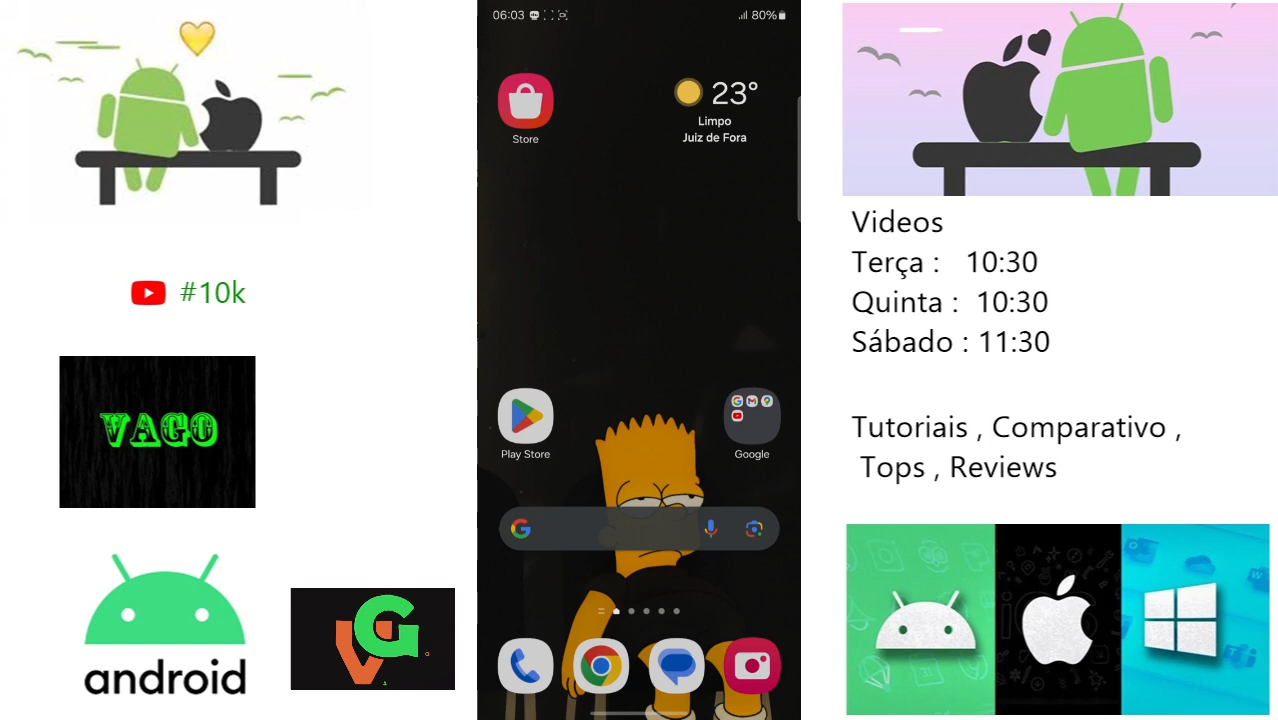 #10k
VAGO
android
VG
06:03
80%
Store
23°
Limpo
Juiz de Fora
Play Store
Google
Videos
Terça : 10:30
Quinta : 10:30
Sábado : 11:30
Tutoriais , Comparativo ,
Tops , Reviews